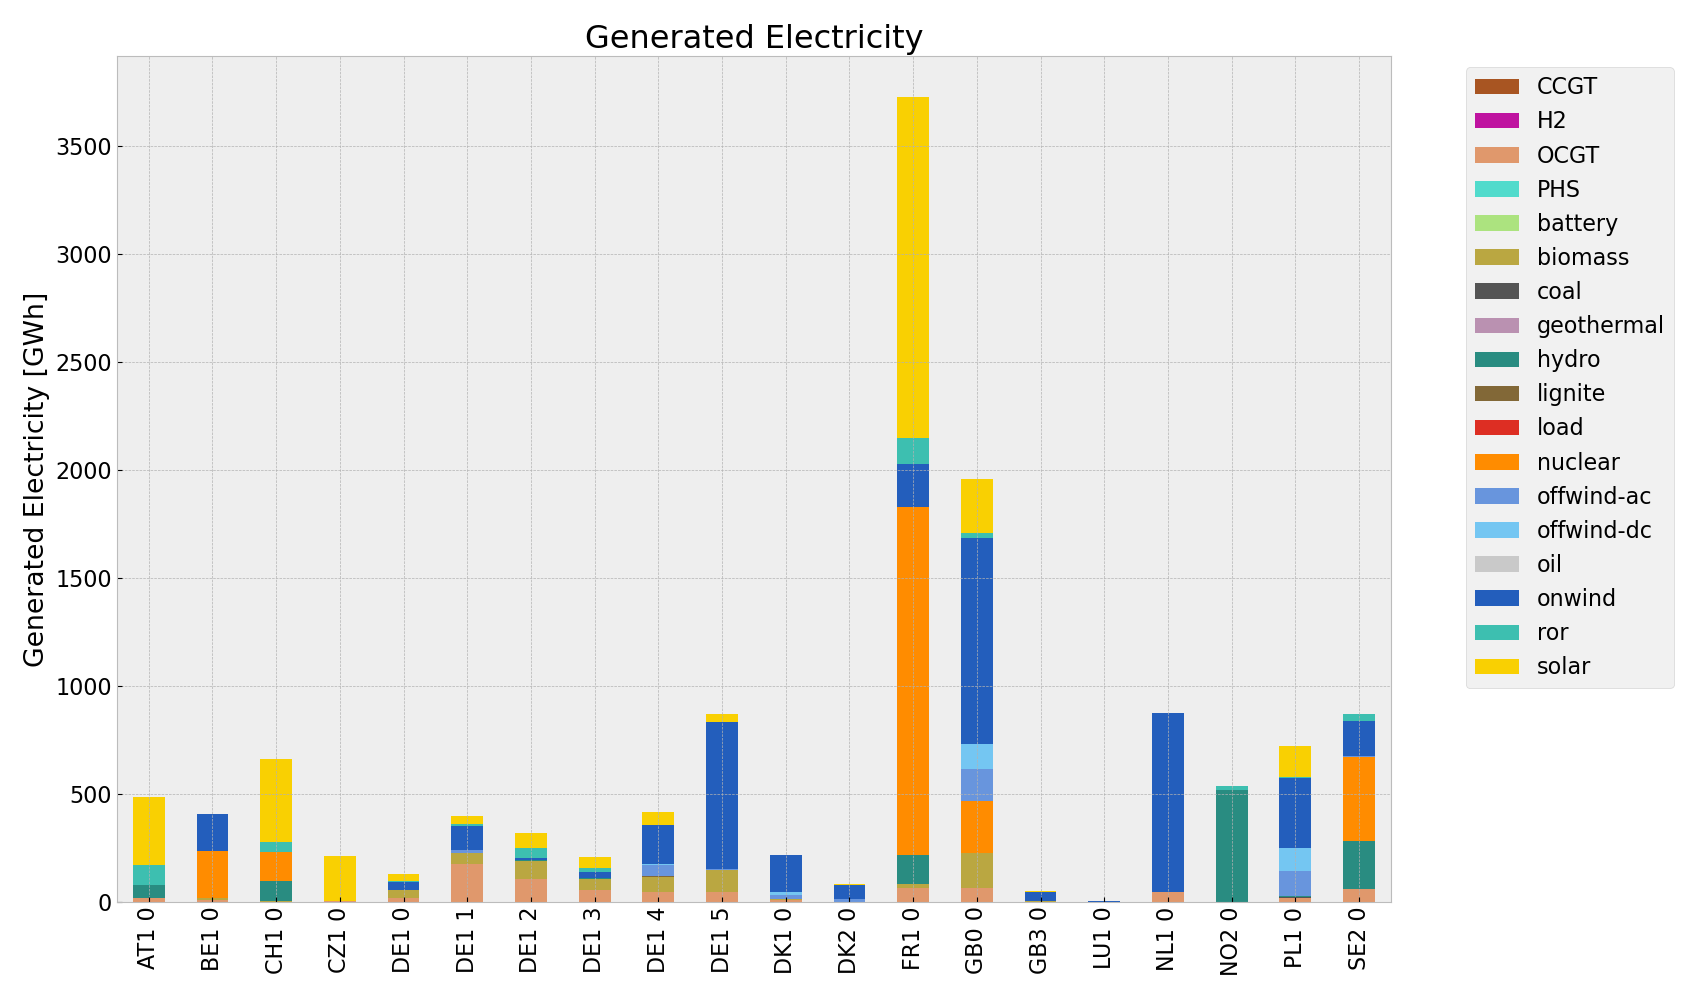 Generated Electricity
Generated Electricity [GWh]
3500
3000
2500
2000
1500
1000
500
0
AT1 0
BE1 0
CH1 0
CZ1 0
DE1 0
DE1 1
DE1 2
DE1 3
DE1 4
DE1 5
DK1 0
DK2 0
FR1 0
GB0 0
GB3 0
LU1 0
NL1 0
NO2 0
PL1 0
SE2 0
CCGT
H2
OCGT
PHS
battery
biomass
coal
geothermal
hydro
lignite
load
nuclear
offwind-ac
offwind-dc
oil
onwind
ror
solar